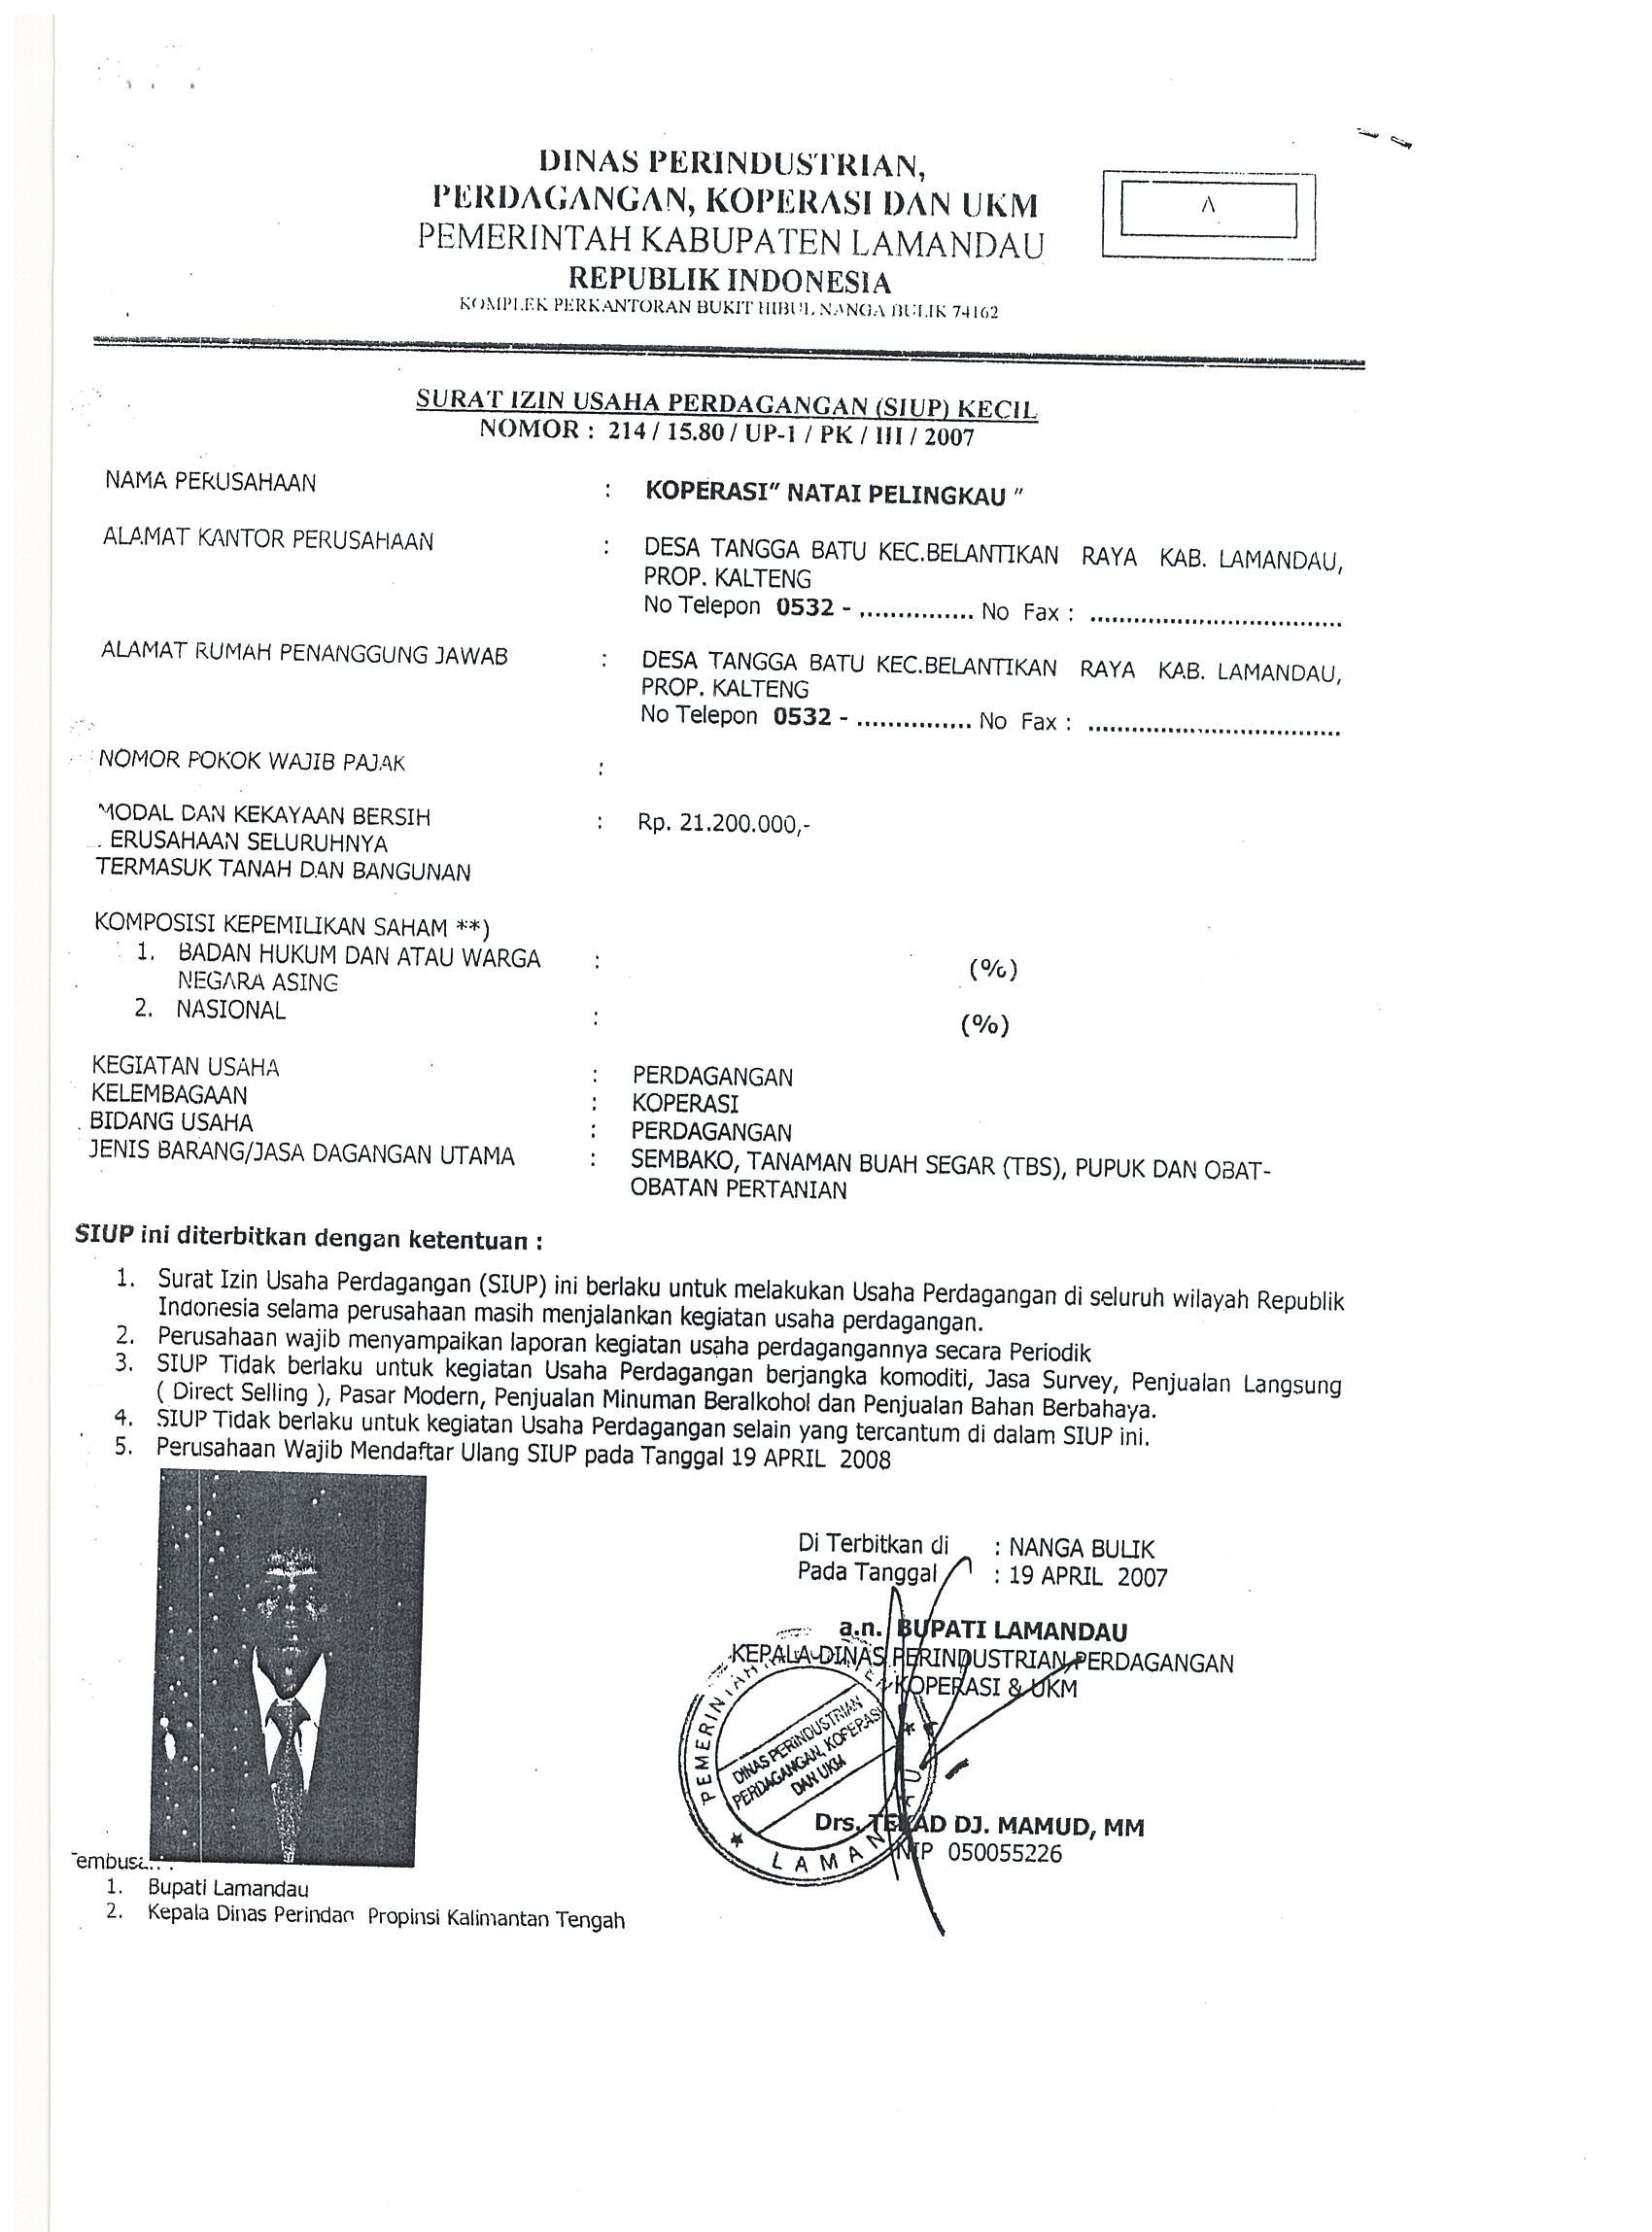 DINAS PERINDUSTRIAN,
PERDAGANGAN, KOPERASI DAN UKM
PEMERINTAH KABUPATEN LAMANDAU
REPUBLIK INDONESIA
KOMPLEK PERKANTORAN BUKIT HIBUL NANGA BULIK 74162
SURAT IZIN USAHA PERDAGANGAN (SIUP) KECIL
NOMOR : 214 / 15.80 / UP-1 / PK / III / 2007
NAMA PERUSAHAAN : KOPERASI" NATAI PELINGKAU "
ALAMAT KANTOR PERUSAHAAN : DESA TANGGA BATU KEC.BELANTIKAN RAYA KAB. LAMANDAU,
PROP. KALTENG
No Telepon 0532 - ............... No Fax : ..................................
ALAMAT RUMAH PENANGGUNG JAWAB : DESA TANGGA BATU KEC.BELANTIKAN RAYA KAB. LAMANDAU,
PROP. KALTENG
No Telepon 0532 - ............... No Fax : ..................................
NOMOR POKOK WAJIB PAJAK :
MODAL DAN KEKAYAAN BERSIH : Rp. 21.200.000,-
ERUSAHAAN SELURUHNYA
TERMASUK TANAH DAN BANGUNAN
KOMPOSISI KEPEMILIKAN SAHAM **)
1. BADAN HUKUM DAN ATAU WARGA : (%)
NEGARA ASING
2. NASIONAL : (%)
KEGIATAN USAHA : PERDAGANGAN
KELEMBAGAAN : KOPERASI
BIDANG USAHA : PERDAGANGAN
JENIS BARANG/JASA DAGANGAN UTAMA : SEMBAKO, TANAMAN BUAH SEGAR (TBS), PUPUK DAN OBAT-
OBATAN PERTANIAN
SIUP ini diterbitkan dengan ketentuan :
1. Surat Izin Usaha Perdagangan (SIUP) ini berlaku untuk melakukan Usaha Perdagangan di seluruh wilayah Republik
Indonesia selama perusahaan masih menjalankan kegiatan usaha perdagangan.
2. Perusahaan wajib menyampaikan laporan kegiatan usaha perdagangannya secara Periodik
3. SIUP Tidak berlaku untuk kegiatan Usaha Perdagangan berjangka komoditi, Jasa Survey, Penjualan Langsung
( Direct Selling ), Pasar Modern, Penjualan Minuman Beralkohol dan Penjualan Bahan Berbahaya.
4. SIUP Tidak berlaku untuk kegiatan Usaha Perdagangan selain yang tercantum di dalam SIUP ini.
5. Perusahaan Wajib Mendaftar Ulang SIUP pada Tanggal 19 APRIL 2008
Di Terbitkan di : NANGA BULIK
Pada Tanggal : 19 APRIL 2007
a.n. BUPATI LAMANDAU
KEPALA DINAS PERINDUSTRIAN,PERDAGANGAN
KOPERASI & UKM
DINAS PERINDUSTRIAN
PERDAGANGAN, KOPERASI
DAN UKM
Drs. TEKAD DJ. MAMUD, MM
NIP 050055226
1. Bupati Lamandau
2. Kepala Dinas Perindag Propinsi Kalimantan Tengah